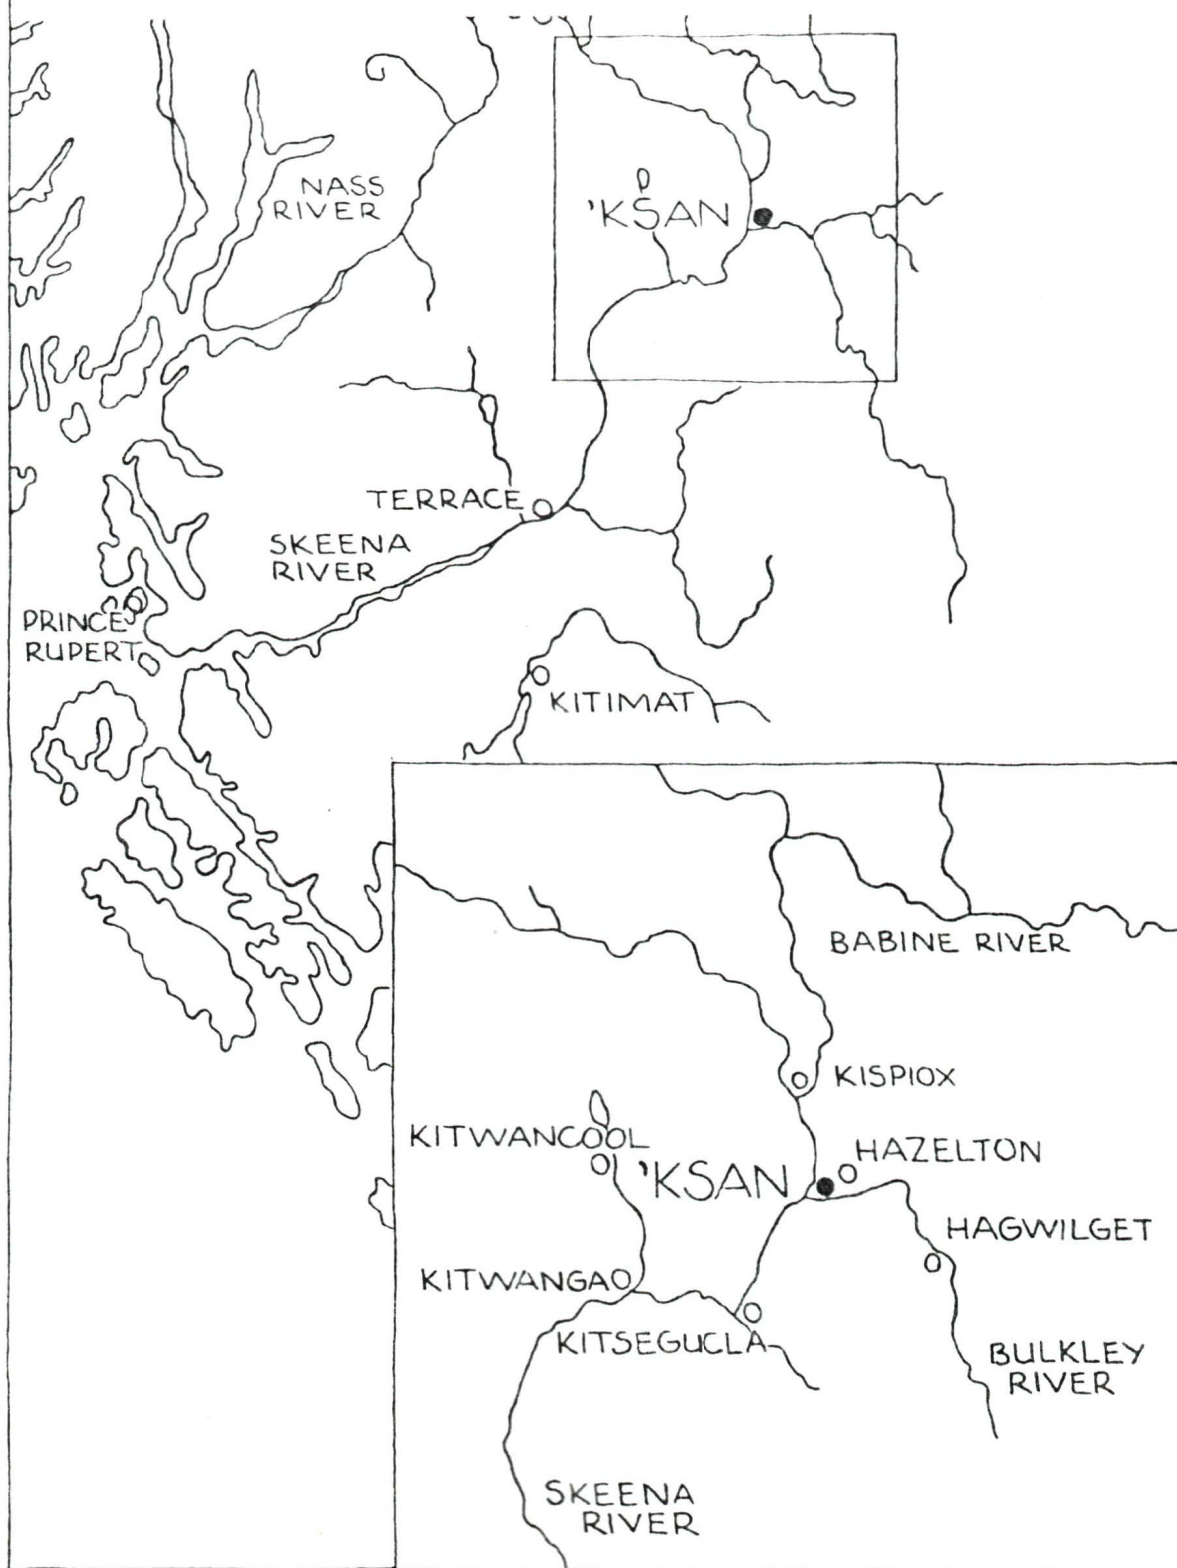 NASS
RIVER
'KSAN
TERRACE
SKEENA
RIVER
PRINCE
RUPERT
KITIMAT
BABINE RIVER
KISPIOX
KITWANCOOL
HAZELTON
'KSAN
HAGWILGET
KITWANGA
KITSEGUCLA
BULKLEY
RIVER
SKEENA
RIVER